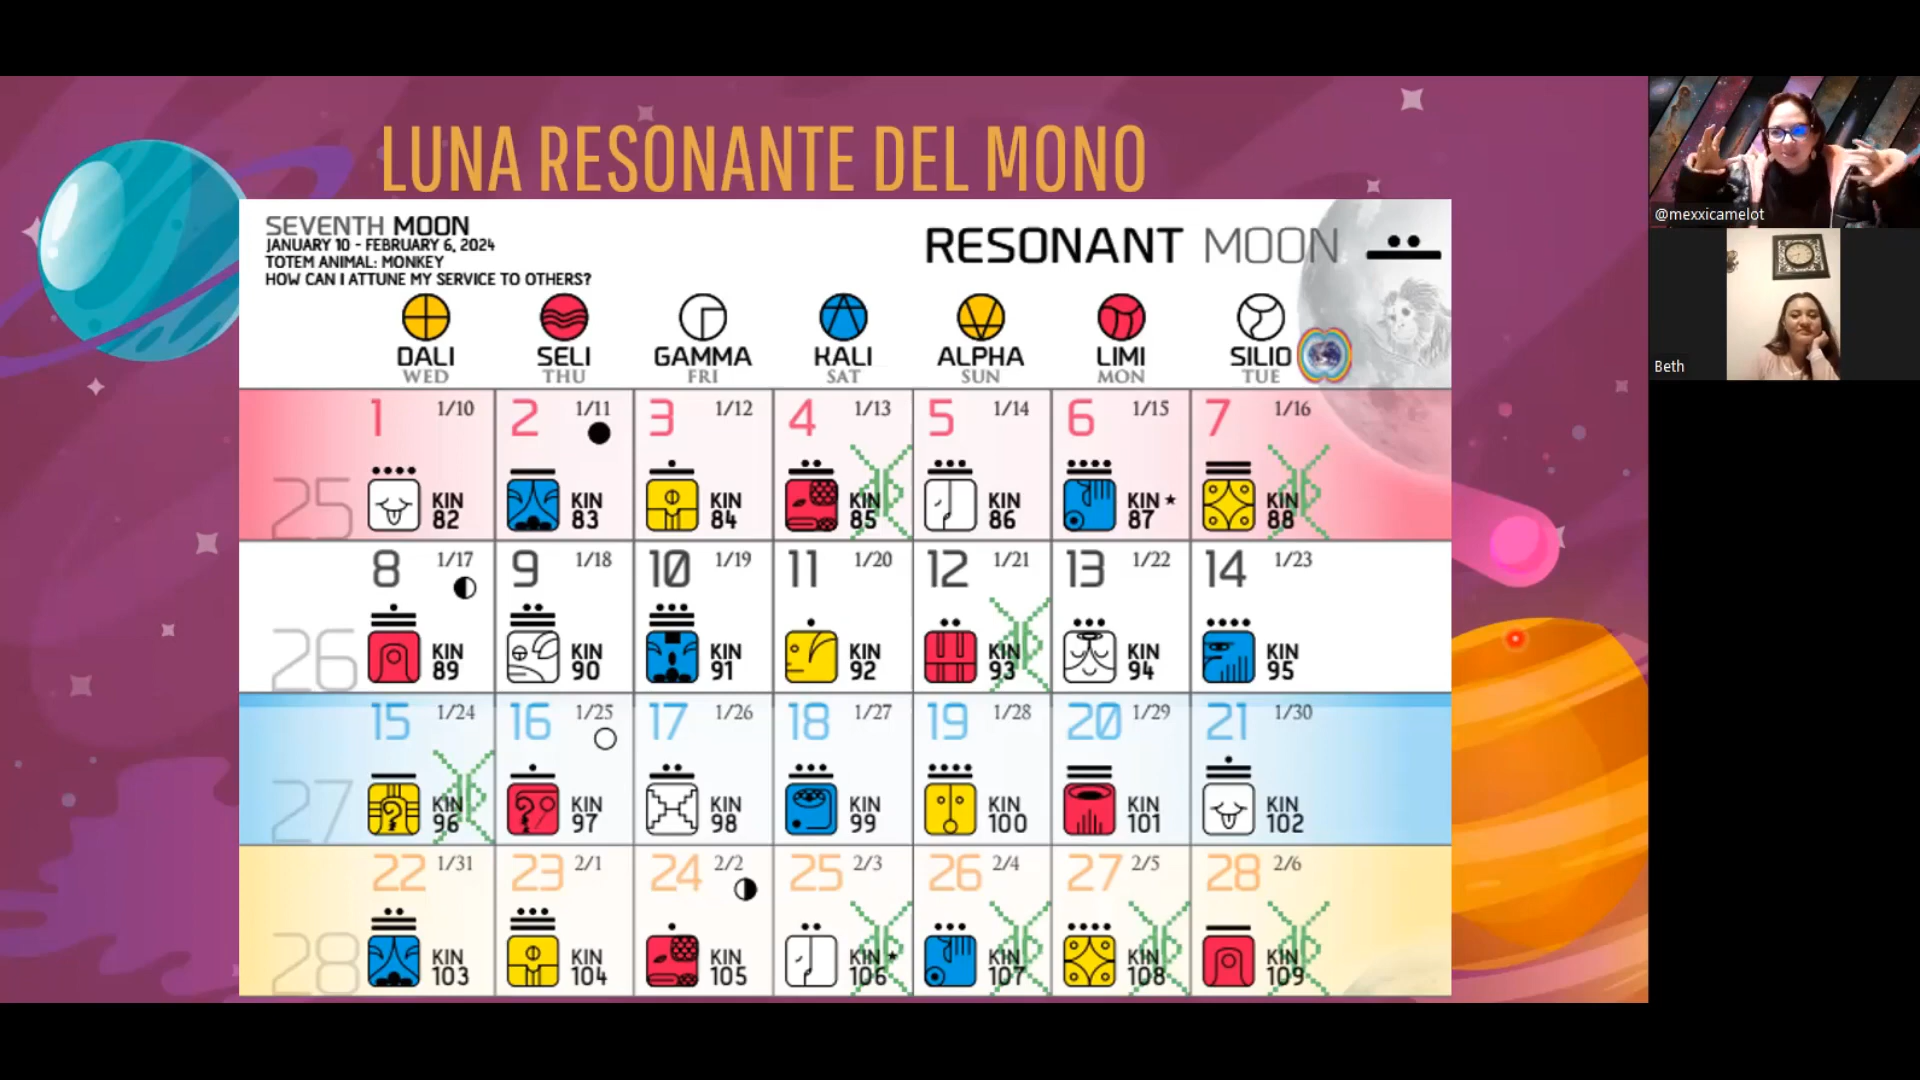 LUNA RESONANTE DEL MONO
SEVENTH MOON
JANUARY 10 - FEBRUARY 6, 2024
TOTEM ANIMAL: MONKEY
HOW CAN I ATTUNE MY SERVICE TO OTHERS?
RESONANT MOON
DALI SELI GAMMA KALI ALPHA LIMI SILIO
WED THU FRI SAT SUN MON TUE
1 1/10 2 1/11 3 1/12 4 1/13 5 1/14 6 1/15 7 1/16
25 KIN 82 KIN 83 KIN 84 KIN 85 KIN 86 KIN 87 KIN 88
8 1/17 9 1/18 10 1/19 11 1/20 12 1/21 13 1/22 14 1/23
26 KIN 89 KIN 90 KIN 91 KIN 92 KIN 93 KIN 94 KIN 95
15 1/24 16 1/25 17 1/26 18 1/27 19 1/28 20 1/29 21 1/30
27 KIN 96 KIN 97 KIN 98 KIN 99 KIN 100 KIN 101 KIN 102
22 1/31 23 2/1 24 2/2 25 2/3 26 2/4 27 2/5 28 2/6
28 KIN 103 KIN 104 KIN 105 KIN 106 KIN 107 KIN 108 KIN 109
@mexxicamelot
Beth